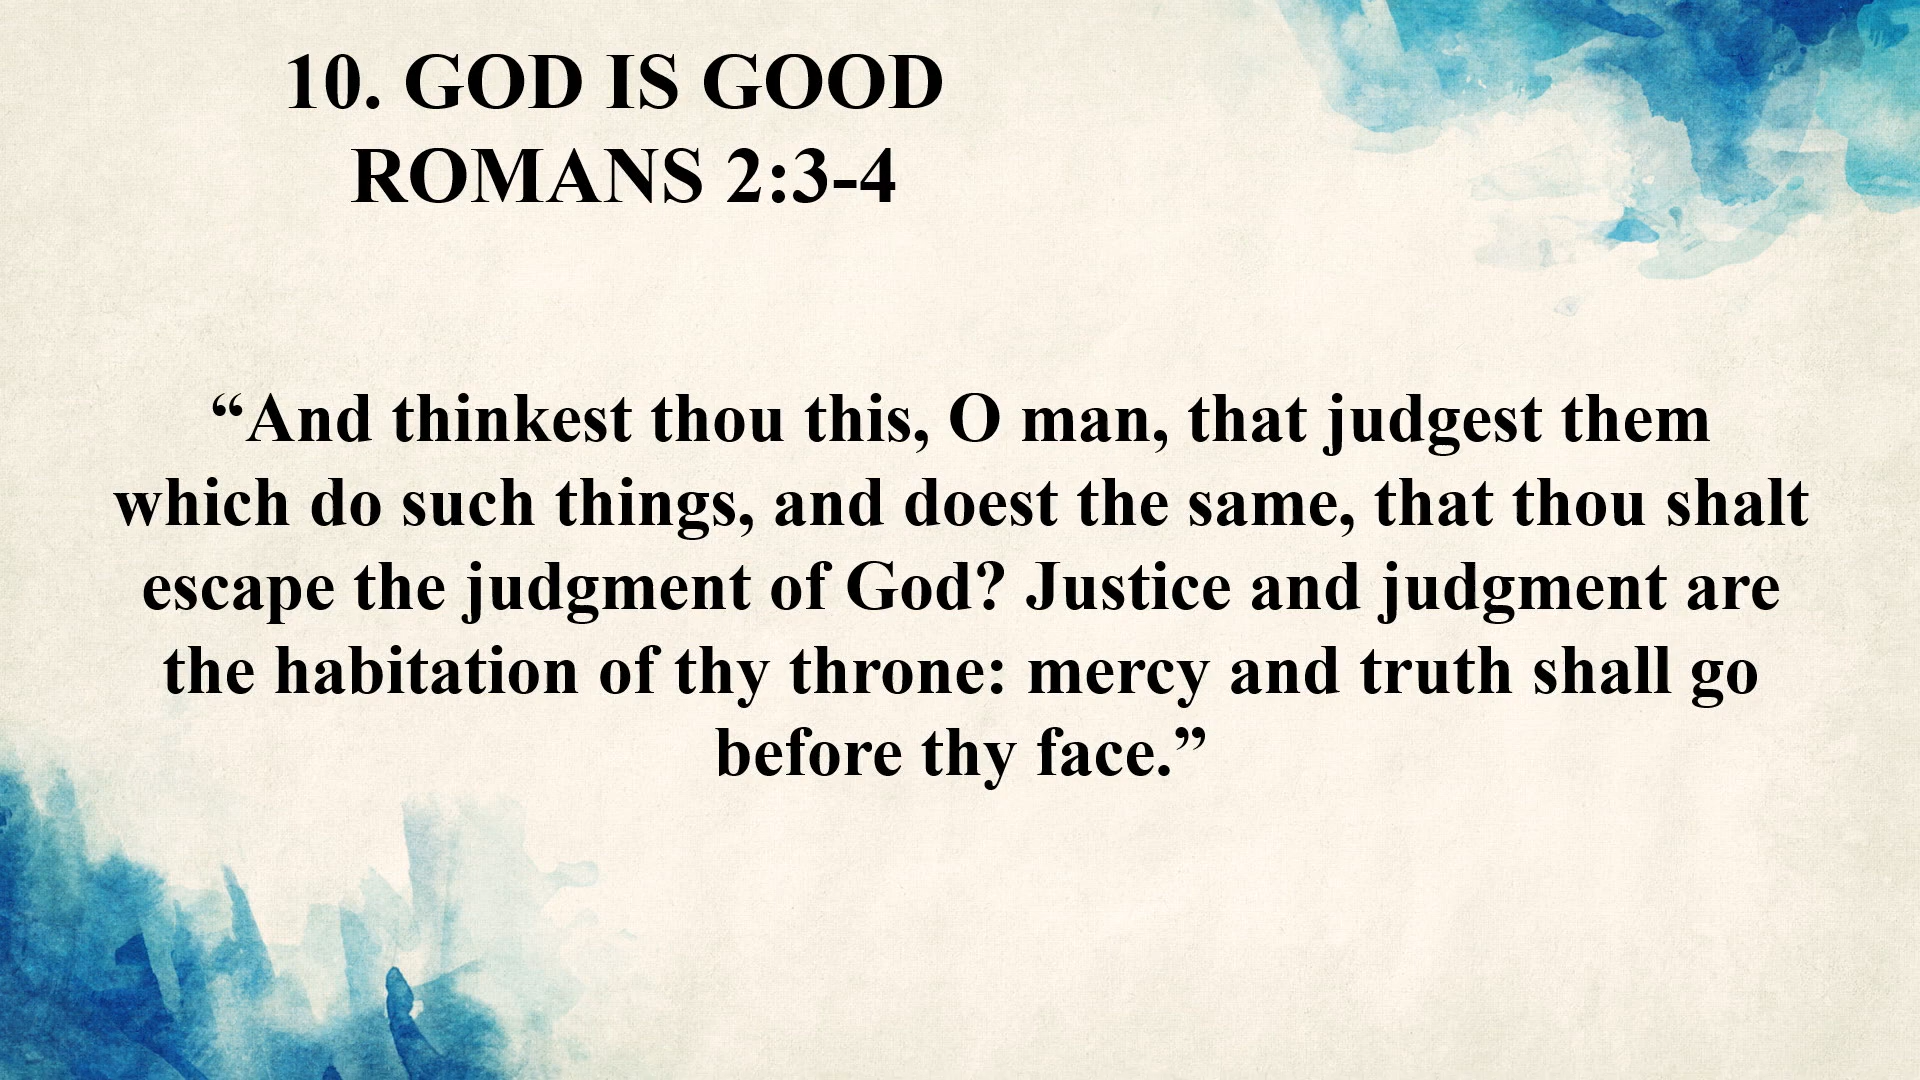 10. GOD IS GOOD
ROMANS 2:3-4
“And thinkest thou this, O man, that judgest them
which do such things, and doest the same, that thou shalt
escape the judgment of God? Justice and judgment are
the habitation of thy throne: mercy and truth shall go
before thy face.”